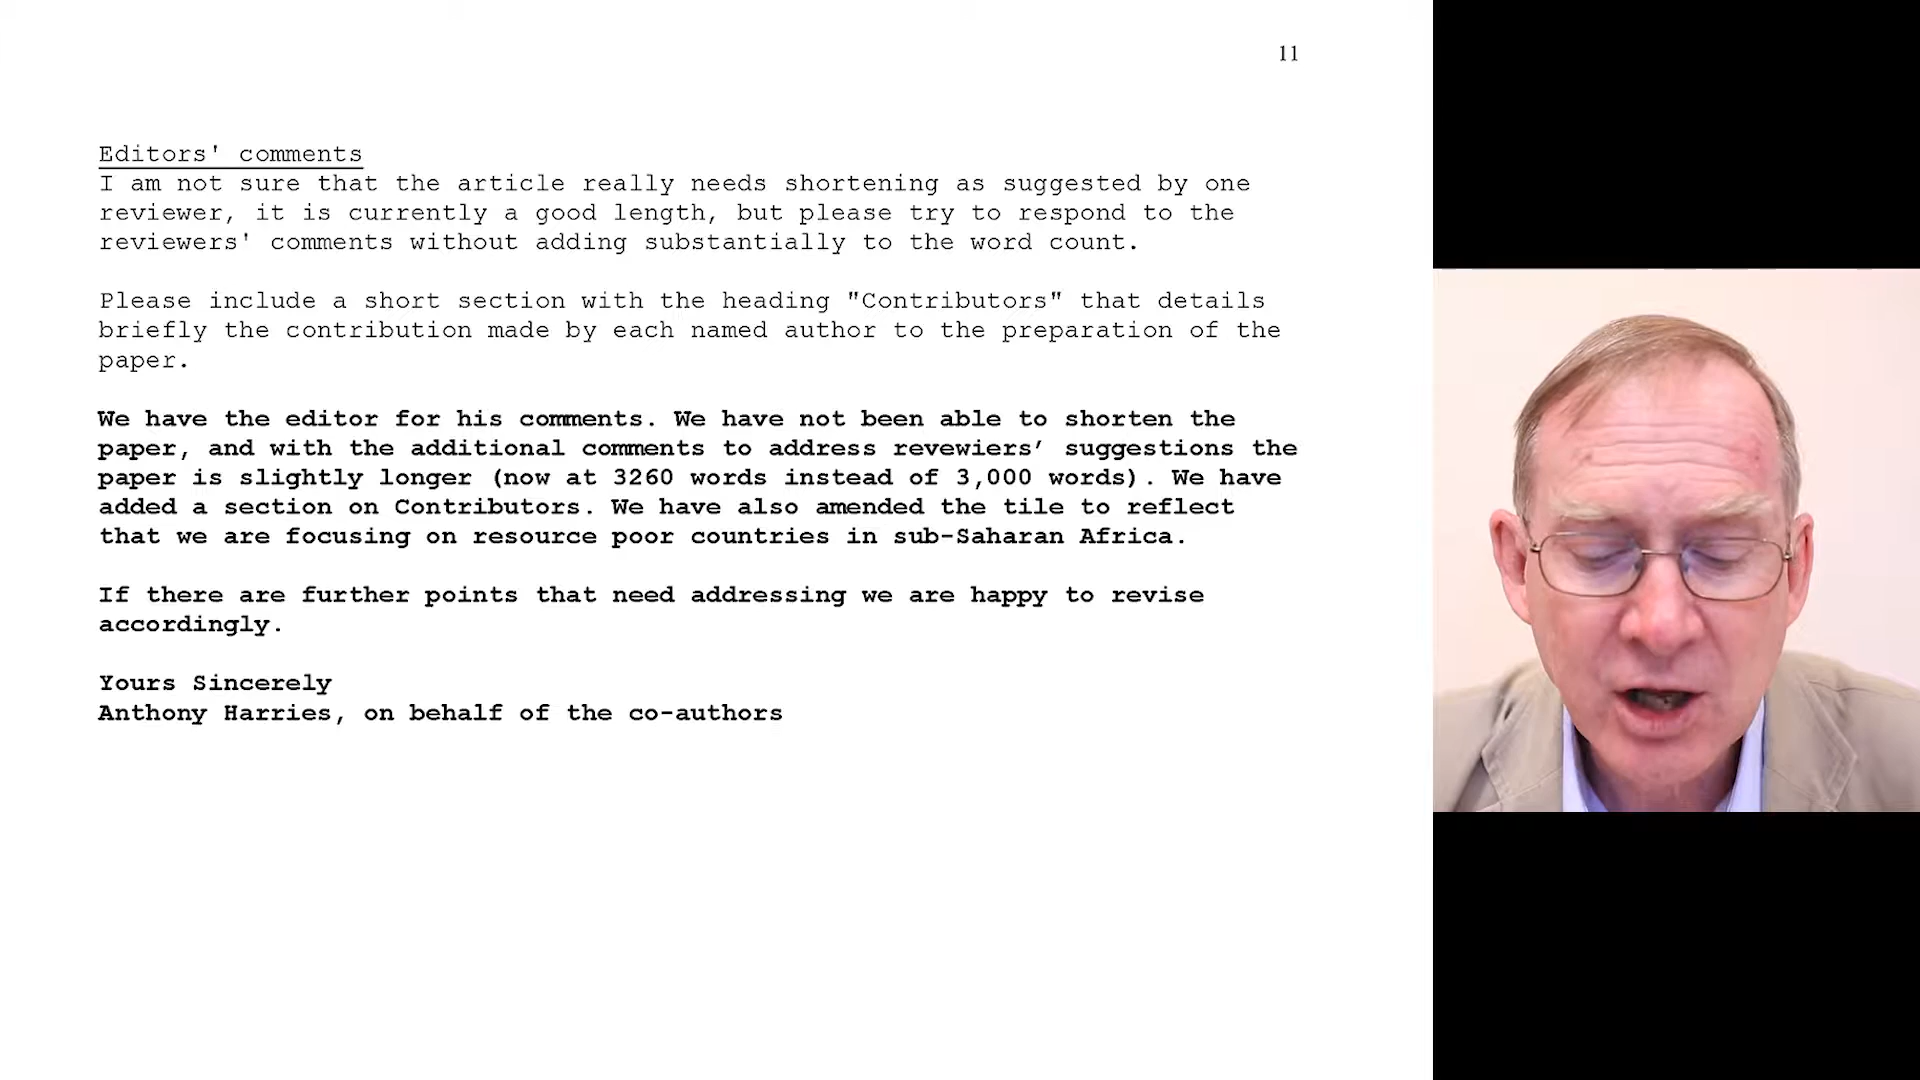 11
Editors' comments
I am not sure that the article really needs shortening as suggested by one
reviewer, it is currently a good length, but please try to respond to the
reviewers' comments without adding substantially to the word count.
Please include a short section with the heading "Contributors" that details
briefly the contribution made by each named author to the preparation of the
paper.
We have the editor for his comments. We have not been able to shorten the
paper, and with the additional comments to address revewiers’ suggestions the
paper is slightly longer (now at 3260 words instead of 3,000 words). We have
added a section on Contributors. We have also amended the tile to reflect
that we are focusing on resource poor countries in sub-Saharan Africa.
If there are further points that need addressing we are happy to revise
accordingly.
Yours Sincerely
Anthony Harries, on behalf of the co-authors